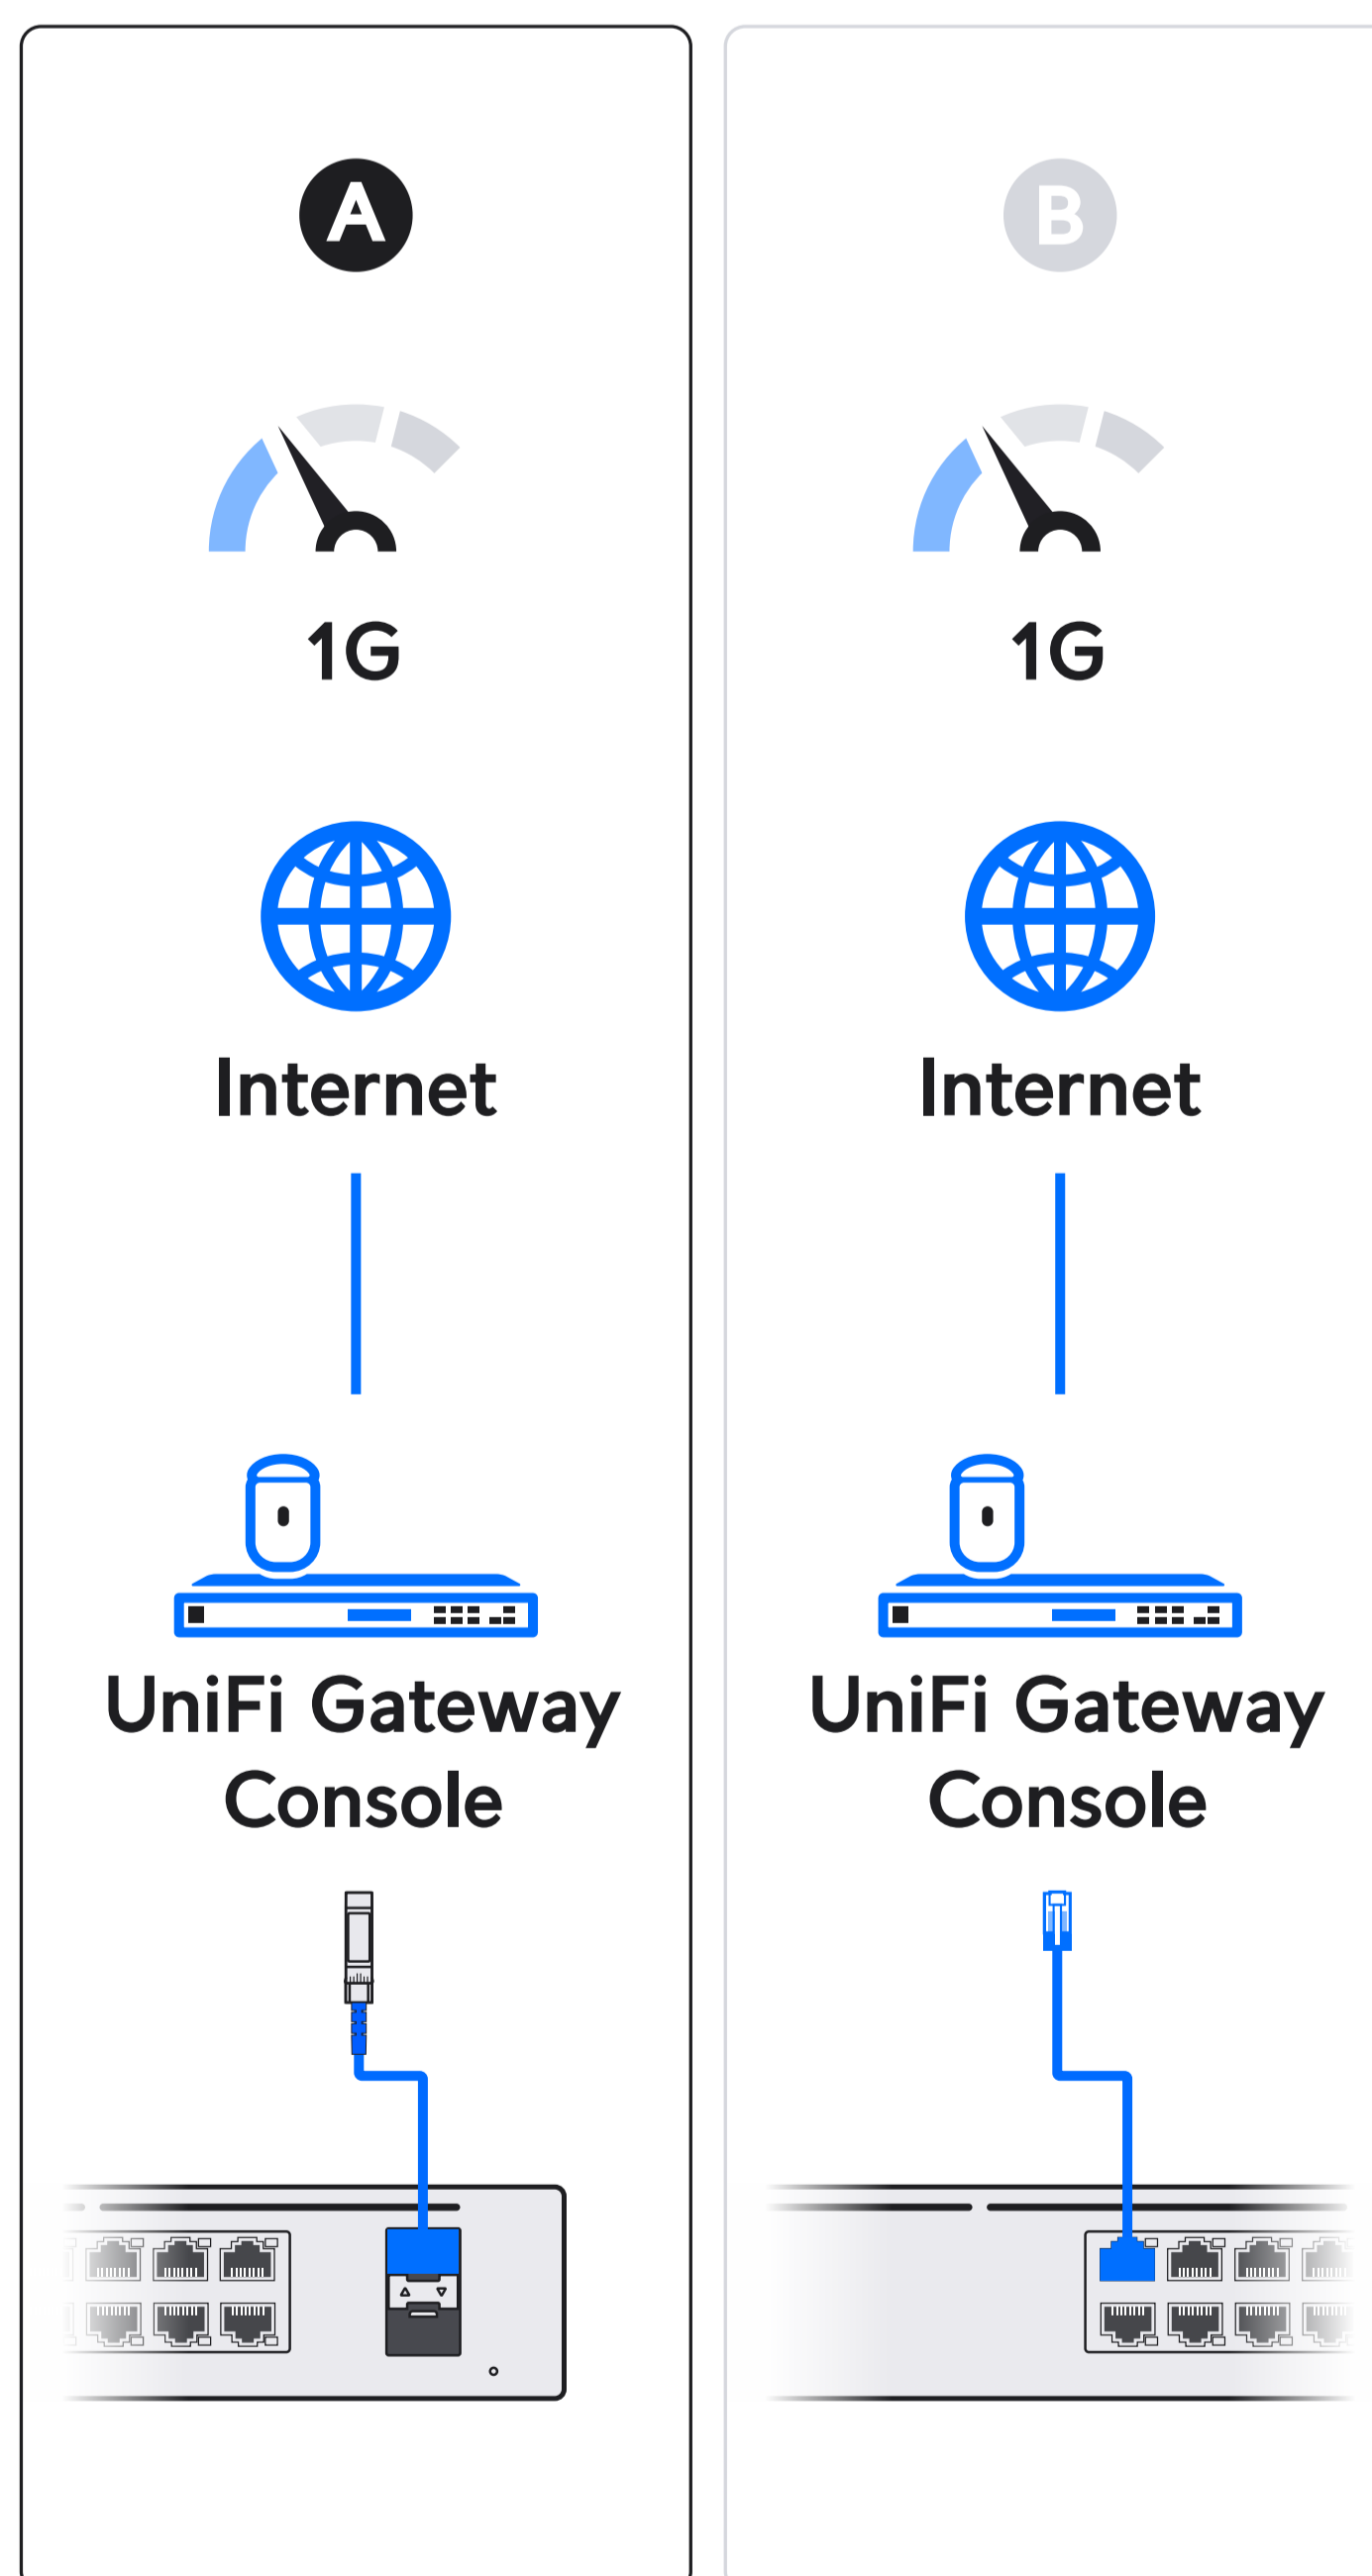 A
1G
Internet
UniFi Gateway
Console
B
1G
Internet
UniFi Gateway
Console